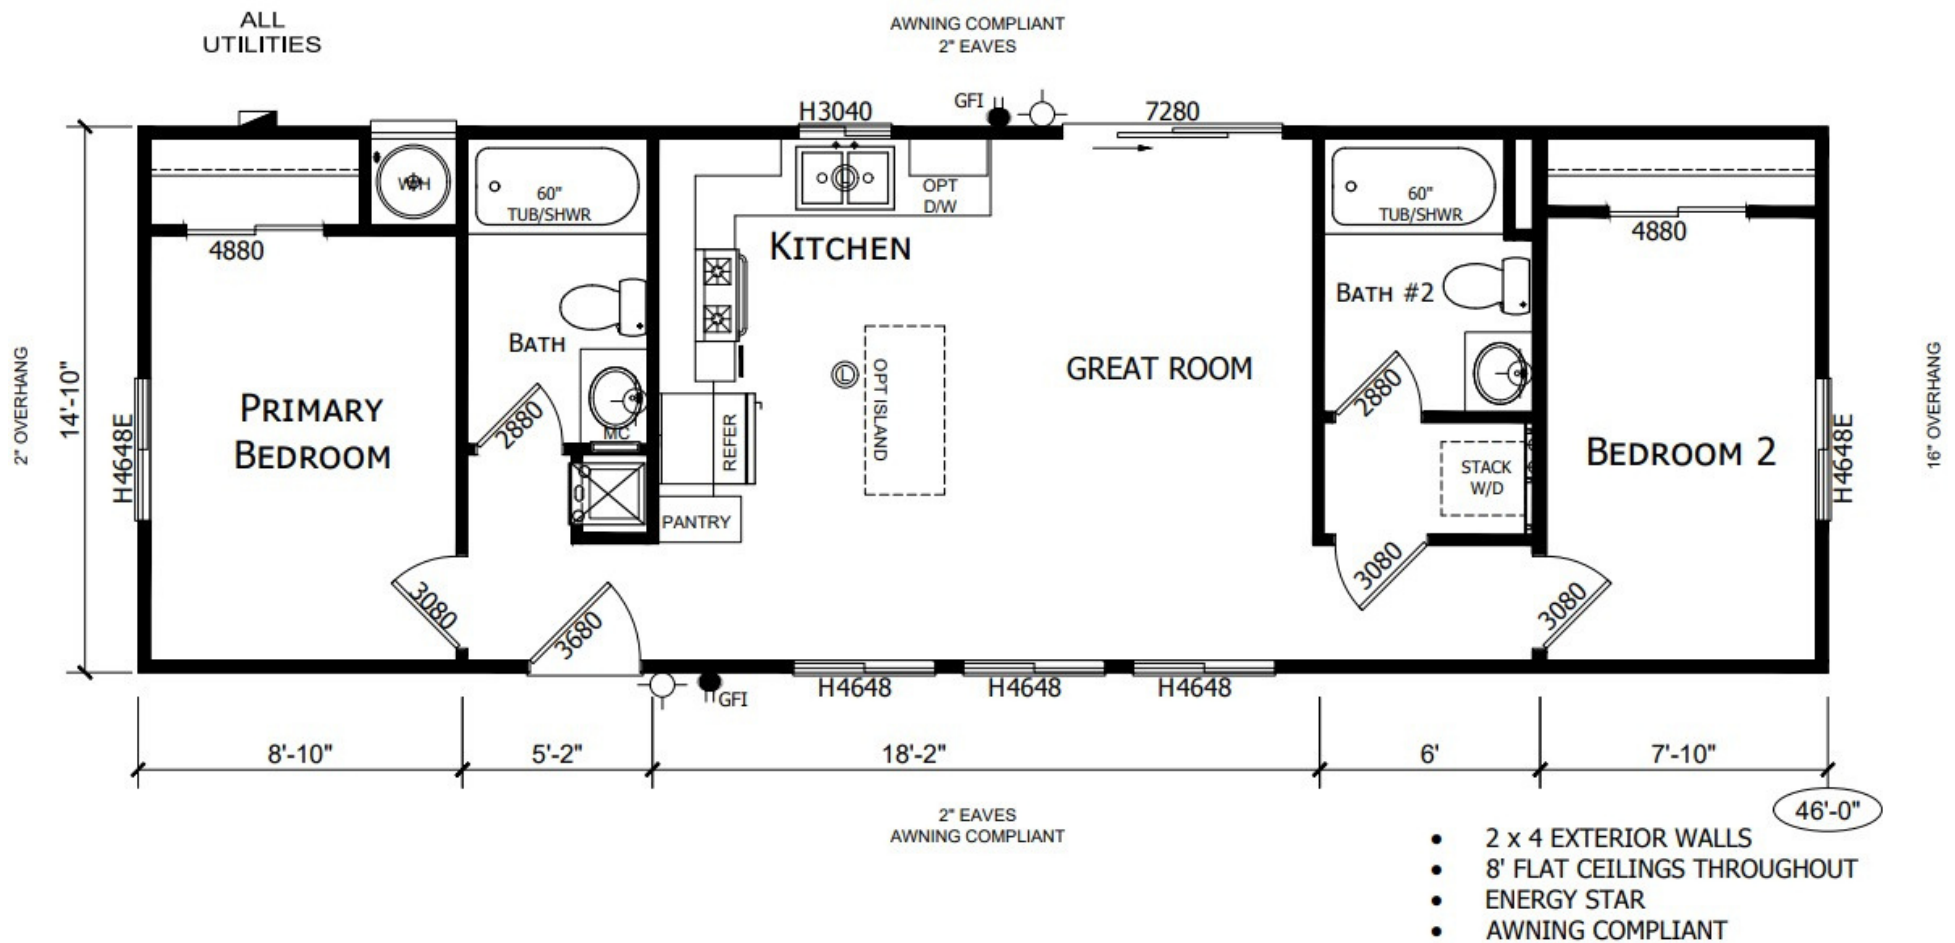 ALL
UTILITIES
AWNING COMPLIANT
2" EAVES
H3040
GFI
7280
W/H
60"
TUB/SHWR
OPT
D/W
60"
TUB/SHWR
4880
KITCHEN
4880
BATH
BATH #2
GREAT ROOM
2" OVERHANG
14'-10"
H4648E
PRIMARY
BEDROOM
2880
MC
REFER
L
L
OPT ISLAND
2880
STACK
W/D
BEDROOM 2
H4648E
16" OVERHANG
PANTRY
3080
3680
3080
3080
GFI
H4648
H4648
H4648
8'-10"
5'-2"
18'-2"
6'
7'-10"
46'-0"
2" EAVES
AWNING COMPLIANT
• 2 x 4 EXTERIOR WALLS
• 8' FLAT CEILINGS THROUGHOUT
• ENERGY STAR
• AWNING COMPLIANT